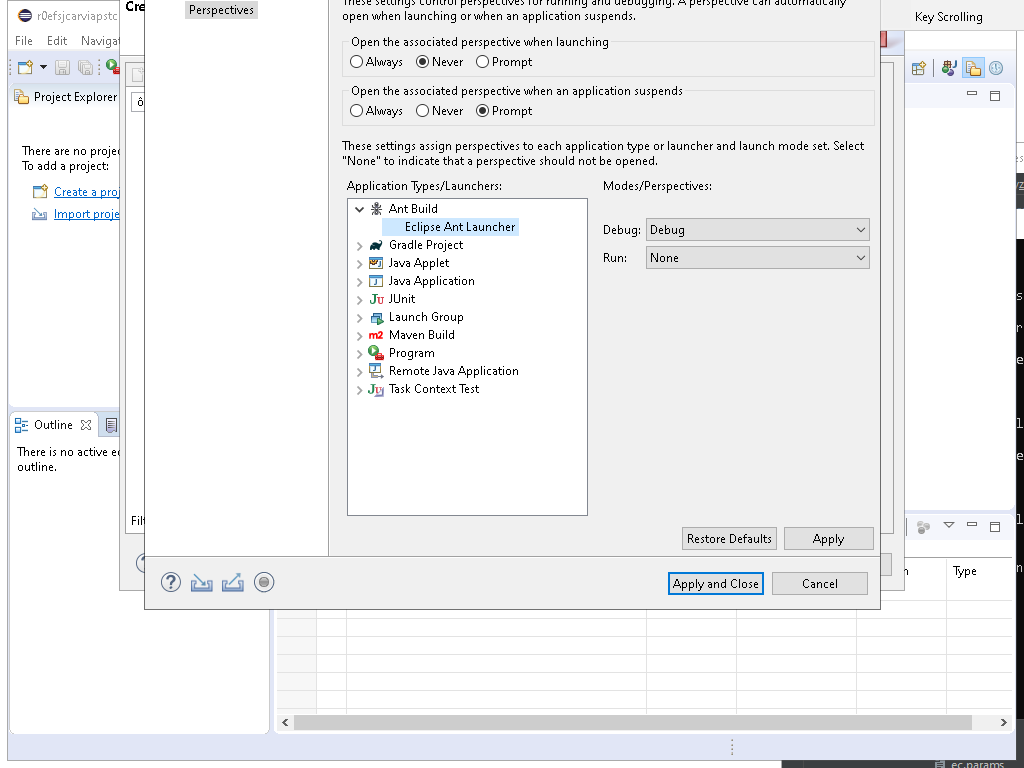 r0efsjcarviapstc
Cre
Perspectives
These settings control perspectives for running and debugging. A perspective can automatically
open when launching or when an application suspends.
Key Scrolling
File Edit Navigat
Open the associated perspective when launching
Always Never Prompt
Project Explorer
Open the associated perspective when an application suspends
Always Never Prompt
There are no projec
To add a project:
Create a proj
Import proje
These settings assign perspectives to each application type or launcher and launch mode set. Select
"None" to indicate that a perspective should not be opened.
Application Types/Launchers:
Modes/Perspectives:
Ant Build
Eclipse Ant Launcher
Gradle Project
Java Applet
Java Application
JUnit
Launch Group
Maven Build
Program
Remote Java Application
Task Context Test
Debug: Debug
Run: None
Outline
There is no active ed
outline.
Filt
Restore Defaults Apply
Apply and Close Cancel
n Type
ec.params